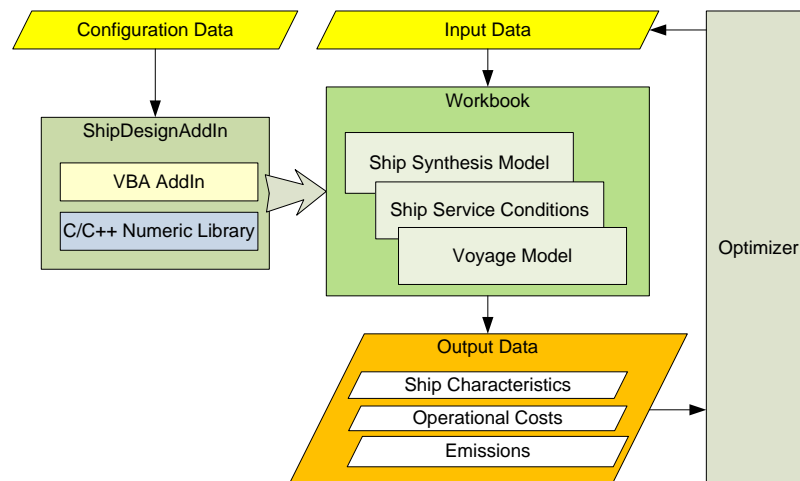 Configuration Data
Input Data
ShipDesignAddIn
VBA AddIn
C/C++ Numeric Library
Workbook
Ship Synthesis Model
Ship Service Conditions
Voyage Model
Optimizer
Output Data
Ship Characteristics
Operational Costs
Emissions